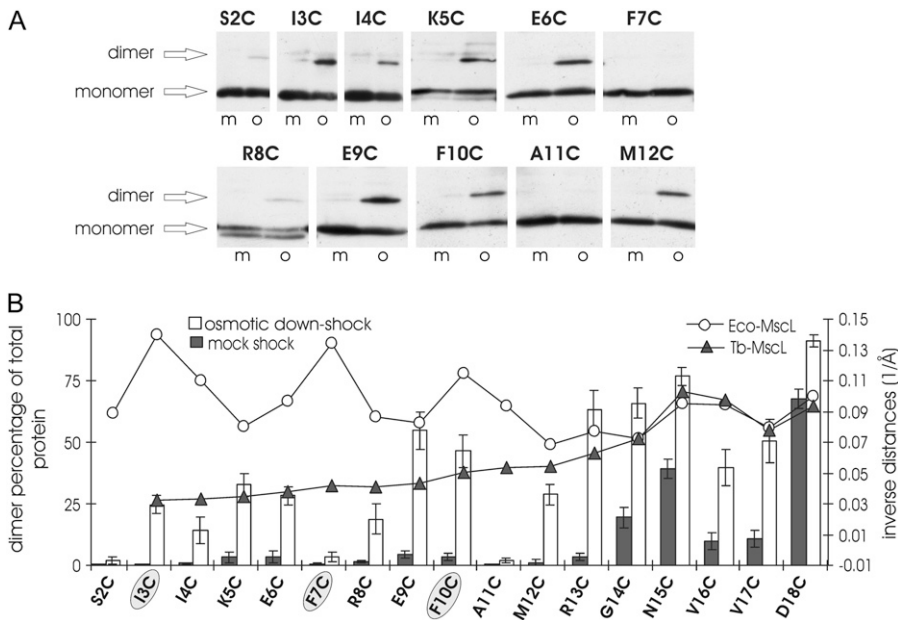 A
S2C I3C I4C K5C E6C F7C
dimer
monomer
m o m o m o m o m o m o
R8C E9C F10C A11C M12C
dimer
monomer
m o m o m o m o m o
B
dimer percentage of total
protein
100
75
50
25
0
osmotic down-shock
mock shock
Eco-MscL
Tb-MscL
0.15
0.13
0.11
0.09
0.07
0.05
0.03
0.01
-0.01
inverse distances (1/Å)
S2C I3C I4C K5C E6C F7C R8C E9C F10C A11C M12C R13C G14C N15C V16C V17C D18C